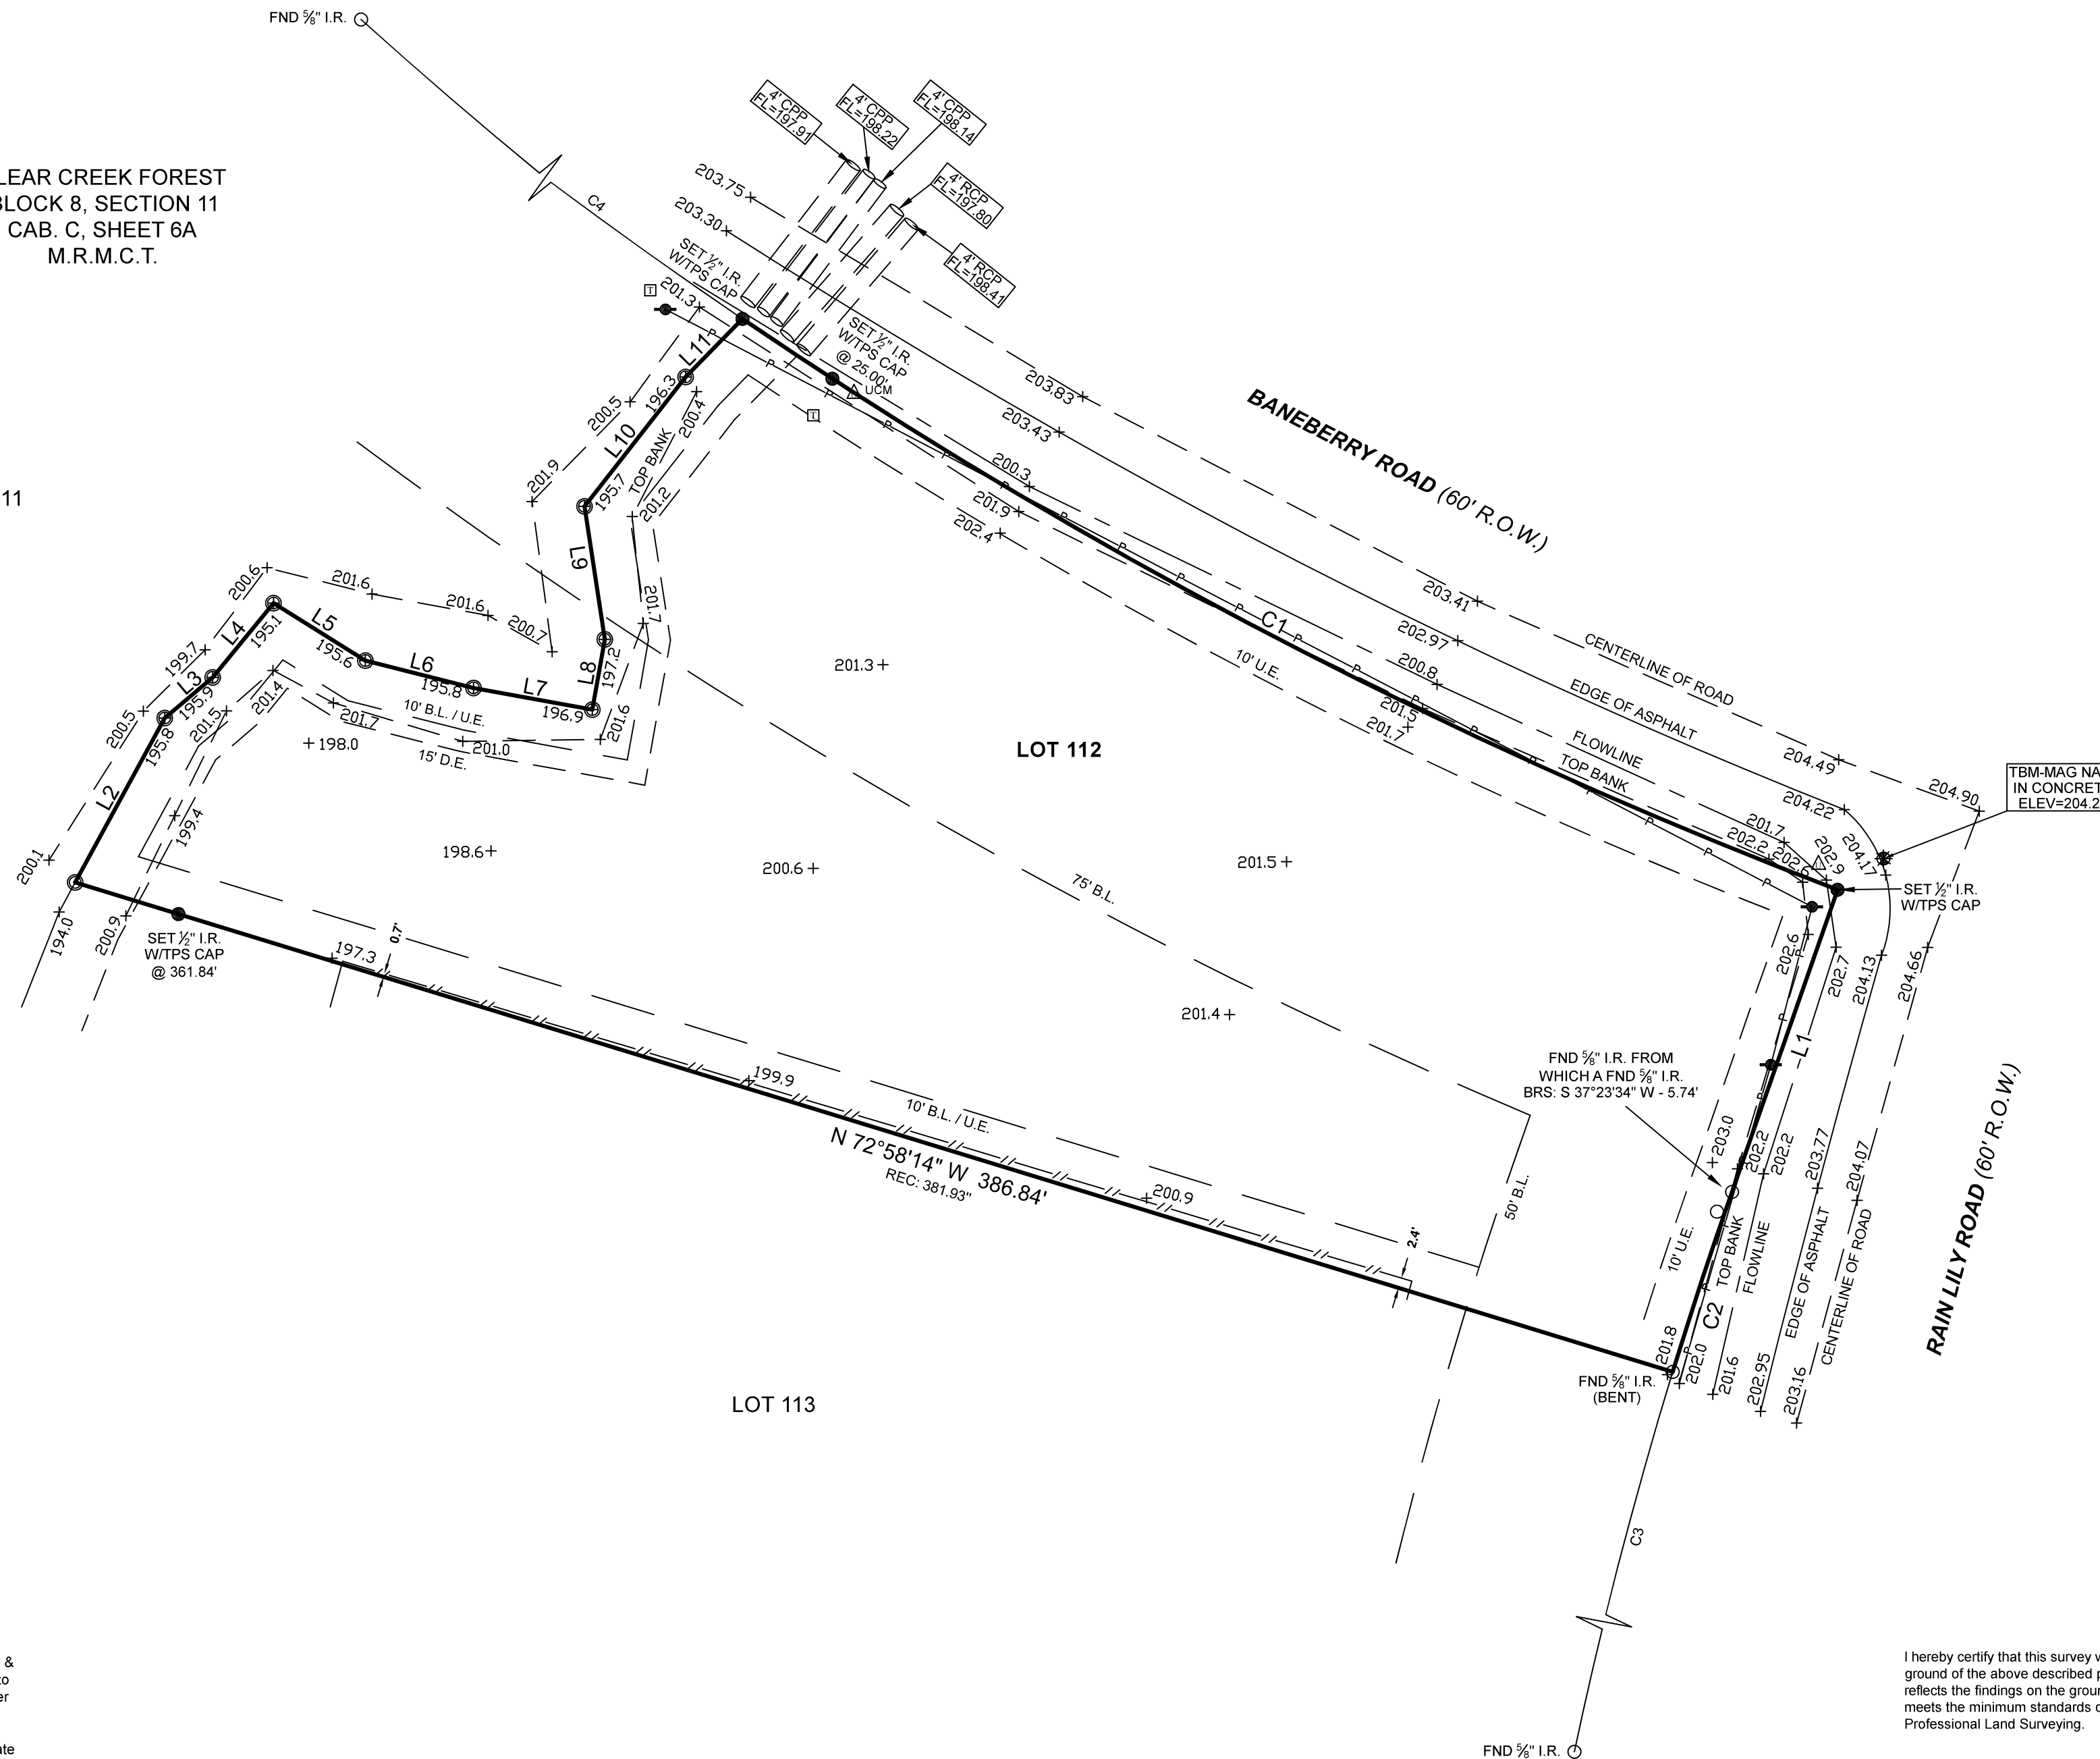 FND ⅝" I.R.
4' CPP
FL=197.91
4' CPP
FL=198.22
4' CPP
FL=198.14
4' RCP
FL=197.80
4' RCP
FL=198.41
LEAR CREEK FOREST
BLOCK 8, SECTION 11
CAB. C, SHEET 6A
M.R.M.C.T.
C4
203.75
203.30
SET ½" I.R.
W/TPS CAP
201.3
T
P
SET ½" I.R.
W/TPS CAP
@ 25.00'
UCM
T
L11
196.3
200.4
200.5
L10
TOP BANK
195.7
201.2
201.9
203.83
203.43
BANEBERRY ROAD (60' R.O.W.)
200.3
201.9
202.4
11
L9
200.6
201.6
201.6
200.7
201.7
L5
195.1
L4
195.6
L6
195.8
L7
196.9
L8
197.2
201.6
199.7
L3
195.9
201.5
201.4
200.5
195.8
10' B.L. / U.E.
201.7
201.0
15' D.E.
198.0
L2
199.4
200.1
194.0
200.9
201.3
C1
10' U.E.
203.41
202.97
200.8
201.5
201.7
CENTERLINE OF ROAD
EDGE OF ASPHALT
FLOWLINE
TOP BANK
LOT 112
204.49
204.90
204.22
TBM-MAG NA
IN CONCRET
ELEV=204.2
201.7
202.2
202.6
202.9
204.17
SET ½" I.R.
W/TPS CAP
198.6
200.6
201.5
75' B.L.
SET ½" I.R.
W/TPS CAP
@ 361.84'
197.3
0.7'
202.6
202.7
204.13
204.66
201.4
L1
FND ⅝" I.R. FROM
WHICH A FND ⅝" I.R.
BRS: S 37°23'34" W - 5.74'
199.9
10' B.L. / U.E.
N 72°58'14" W 386.84'
REC: 381.93"
200.9
50' B.L.
2.4'
203.0
202.2
202.2
203.77
204.07
10' U.E.
TOP BANK
FLOWLINE
EDGE OF ASPHALT
CENTERLINE OF ROAD
RAIN LILY ROAD (60' R.O.W.)
C2
201.8
202.0
201.6
202.95
203.16
FND ⅝" I.R.
(BENT)
LOT 113
C3
&
to
er
ate
FND ⅝" I.R.
I hereby certify that this survey w
ground of the above described p
reflects the findings on the groun
meets the minimum standards o
Professional Land Surveying.